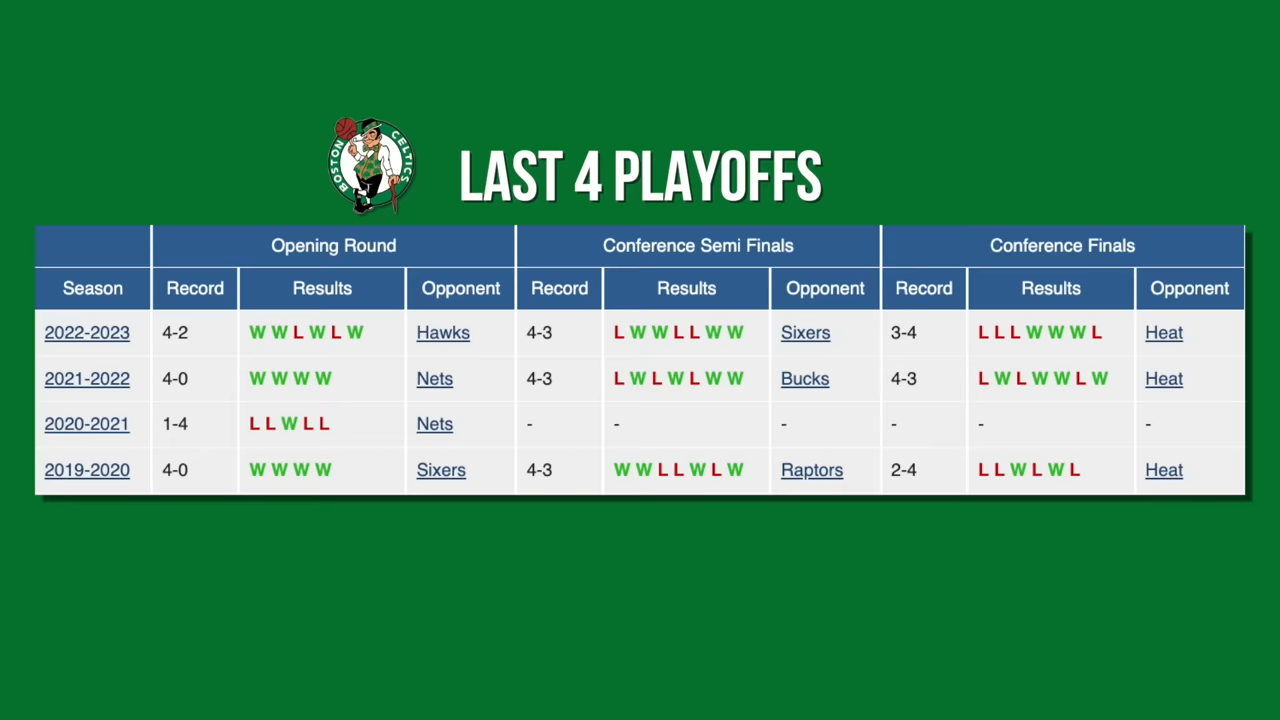 BOSTON CELTICS
LAST 4 PLAYOFFS
Opening Round Conference Semi Finals Conference Finals
Season Record Results Opponent Record Results Opponent Record Results Opponent
2022-2023 4-2 W W L W L W Hawks 4-3 L W W L L W W Sixers 3-4 L L L W W W L Heat
2021-2022 4-0 W W W W Nets 4-3 L W L W L W W Bucks 4-3 L W L W W L W Heat
2020-2021 1-4 L L W L L Nets - - - - - -
2019-2020 4-0 W W W W Sixers 4-3 W W L L W L W Raptors 2-4 L L W L W L Heat